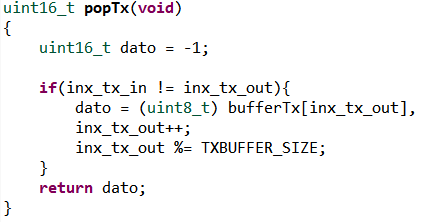 uint16_t popTx(void)
{
    uint16_t dato = -1;

    if(inx_tx_in != inx_tx_out){
        dato = (uint8_t) bufferTx[inx_tx_out],
        inx_tx_out++;
        inx_tx_out %= TXBUFFER_SIZE;
    }
    return dato;
}